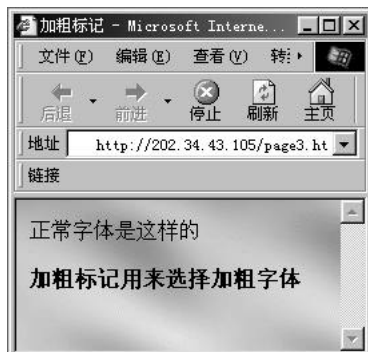 加粗标记 - Microsoft Interne...
文件(F) 编辑(E) 查看(V) 转到
后退 前进 停止 刷新 主页
地址 http://202.34.43.105/page3.ht
链接
正常字体是这样的
加粗标记用来选择加粗字体